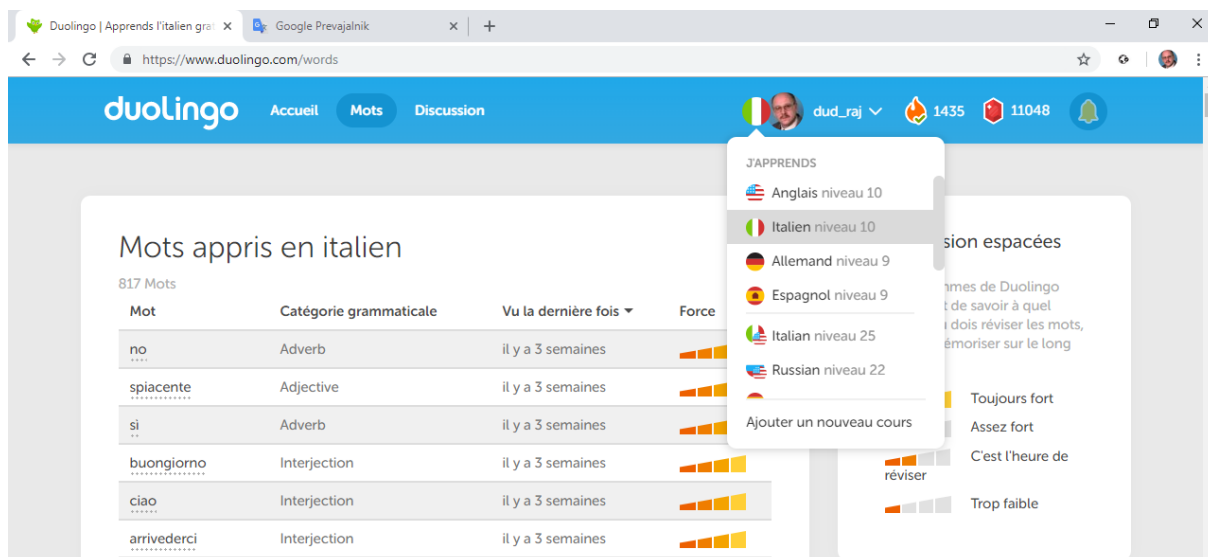 Duolingo | Apprends l'italien grat
Google Prevajalnik
https://www.duolingo.com/words
duolingo Accueil Mots Discussion dud_raj 1435 11048
J'APPRENDS
Anglais niveau 10
Italien niveau 10
Allemand niveau 9
Espagnol niveau 9
Italian niveau 25
Russian niveau 22
Ajouter un nouveau cours
Mots appris en italien
817 Mots
Mot Catégorie grammaticale Vu la dernière fois Force
no Adverb il y a 3 semaines
spiacente Adjective il y a 3 semaines
sì Adverb il y a 3 semaines
buongiorno Interjection il y a 3 semaines
ciao Interjection il y a 3 semaines
arrivederci Interjection il y a 3 semaines
sion espacées
mes de Duolingo
t de savoir à quel
dois réviser les mots,
émoriser sur le long
Toujours fort
Assez fort
C'est l'heure de
réviser
Trop faible